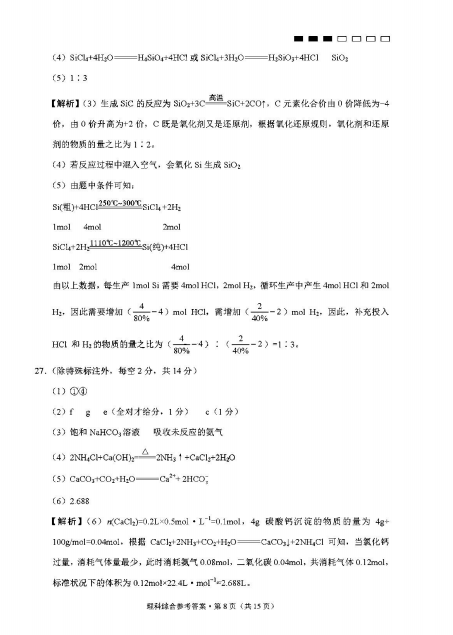 (4) SiCl₄+4H₂O══H₄SiO₄+4HCl 或 SiCl₄+3H₂O══H₂SiO₃+4HCl SiO₂
(5) 1∶3
【解析】(3) 生成 SiC 的反应为 SiO₂+3C══(高温)SiC+2CO↑。C 元素化合价由 0 价降低为-4
价，由 0 价升高为+2 价，C 既是氧化剂又是还原剂，根据氧化还原规则，氧化剂和还原
剂的物质的量之比为 1∶2。
(4) 若反应过程中混入空气，会氧化 Si 生成 SiO₂
(5) 由题中条件可知：
Si(粗)+4HCl══(250℃~300℃)SiCl₄+2H₂
1mol 4mol 2mol
SiCl₄+2H₂══(1110℃~1200℃)Si(纯)+4HCl
1mol 2mol 4mol
由以上数据，每生产 1mol Si 需要 4mol HCl，2mol H₂，循环生产中产生 4mol HCl 和 2mol
H₂，因此需要增加（4/80%－4）mol HCl，需增加（2/40%－2）mol H₂，因此，补充投入
HCl 和 H₂的物质的量之比为（4/80%－4）∶（2/40%－2）=1∶3。
27.（除特殊标注外，每空 2 分，共 14 分）
(1) ①④
(2) f g e（全对才给分，1 分） c（1 分）
(3) 饱和 NaHCO₃溶液 吸收未反应的氨气
(4) 2NH₄Cl+Ca(OH)₂══(△)2NH₃↑+CaCl₂+2H₂O
(5) CaCO₃+CO₂+H₂O══Ca²⁺+2HCO₃⁻
(6) 2.688
【解析】(6) n(CaCl₂)=0.2L×0.5mol·L⁻¹=0.1mol，4g 碳酸钙沉淀的物质的量为 4g÷
100g/mol=0.04mol，根据 CaCl₂+2NH₃+CO₂+H₂O══CaCO₃↓+2NH₄Cl 可知，当氯化钙
过量，消耗气体量最少，此时消耗氨气 0.08mol，二氧化碳 0.04mol，共消耗气体 0.12mol，
标准状况下的体积为 0.12mol×22.4L·mol⁻¹=2.688L。
理科综合参考答案·第 8 页（共 15 页）